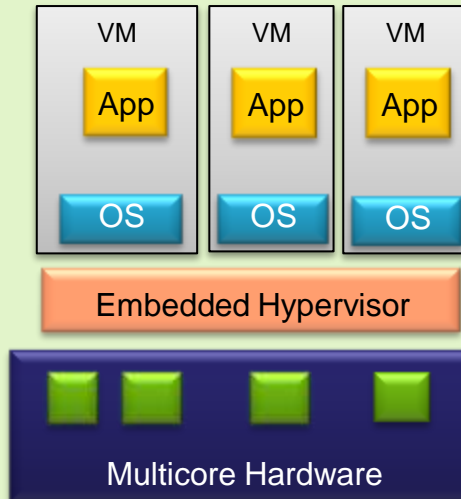 VM VM VM
App App App
OS OS OS
Embedded Hypervisor
Multicore Hardware